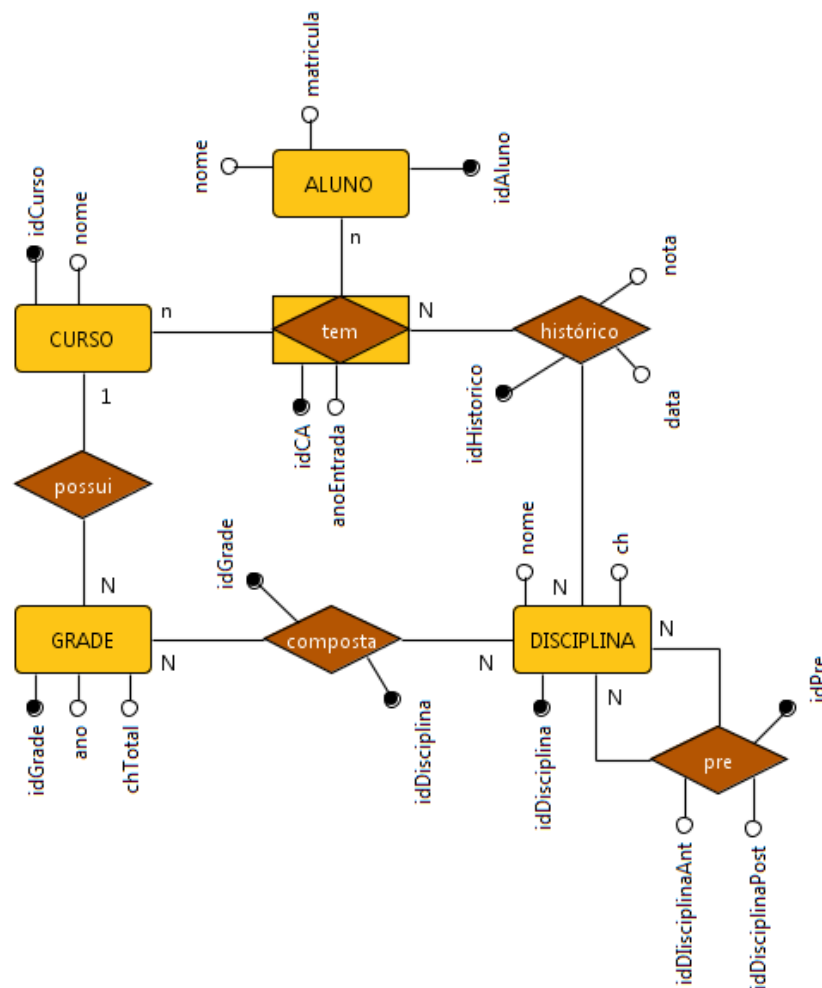 matricula
nome
ALUNO
idAluno
n
idCurso
nome
CURSO
n
tem
N
histórico
nota
data
idHistorico
idCA
anoEntrada
1
possui
N
GRADE
N
idGrade
ano
chTotal
idGrade
composta
idDisciplina
N
nome
ch
N
DISCIPLINA
N
N
idDisciplina
idPre
pre
idDIsciplinaAnt
idDisciplinaPost